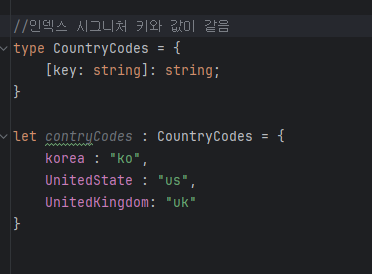 //인덱스 시그니처 키와 값이 같음
type CountryCodes = {
    [key: string]: string;
}
let contryCodes : CountryCodes = {
    korea : "ko",
    UnitedState : "us",
    UnitedKingdom: "uk"
}